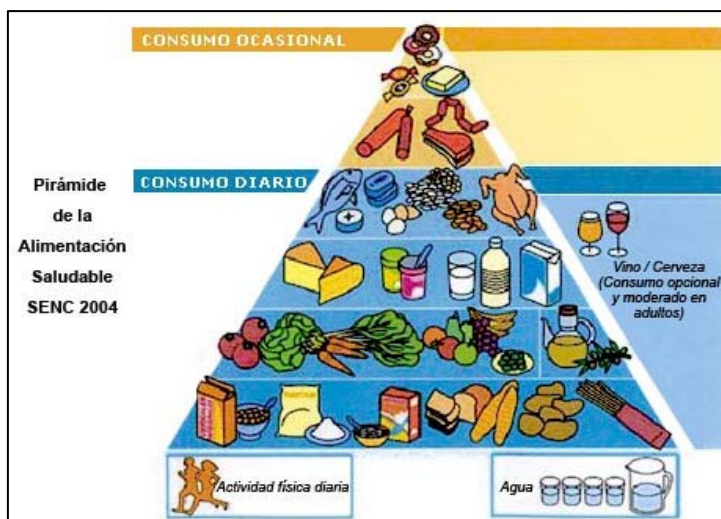 CONSUMO OCASIONAL
CONSUMO DIARIO
Pirámide
de la
Alimentación
Saludable
SENC 2004
Vino / Cerveza
(Consumo opcional
y moderado en
adultos)
Actividad física diaria
Agua